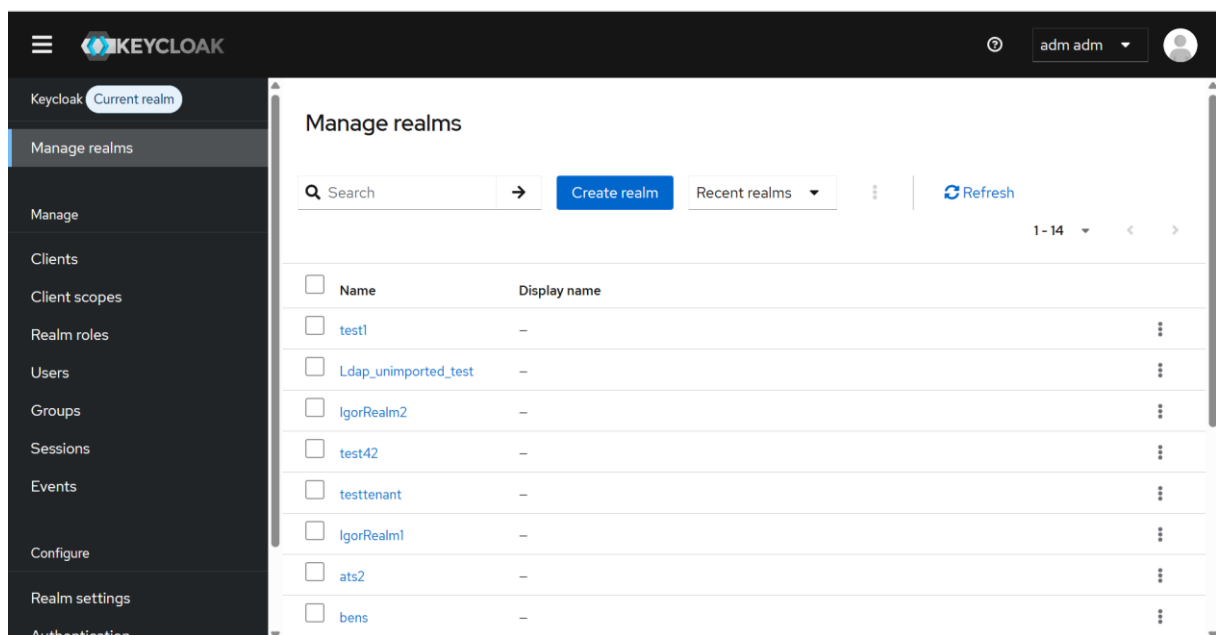 KEYCLOAK
adm adm
Keycloak Current realm
Manage realms
Manage
Clients
Client scopes
Realm roles
Users
Groups
Sessions
Events
Configure
Realm settings
Authentication
Manage realms
Search Create realm Recent realms Refresh
1 - 14
Name Display name
test1 –
Ldap_unimported_test –
IgorRealm2 –
test42 –
testtenant –
IgorRealm1 –
ats2 –
bens –